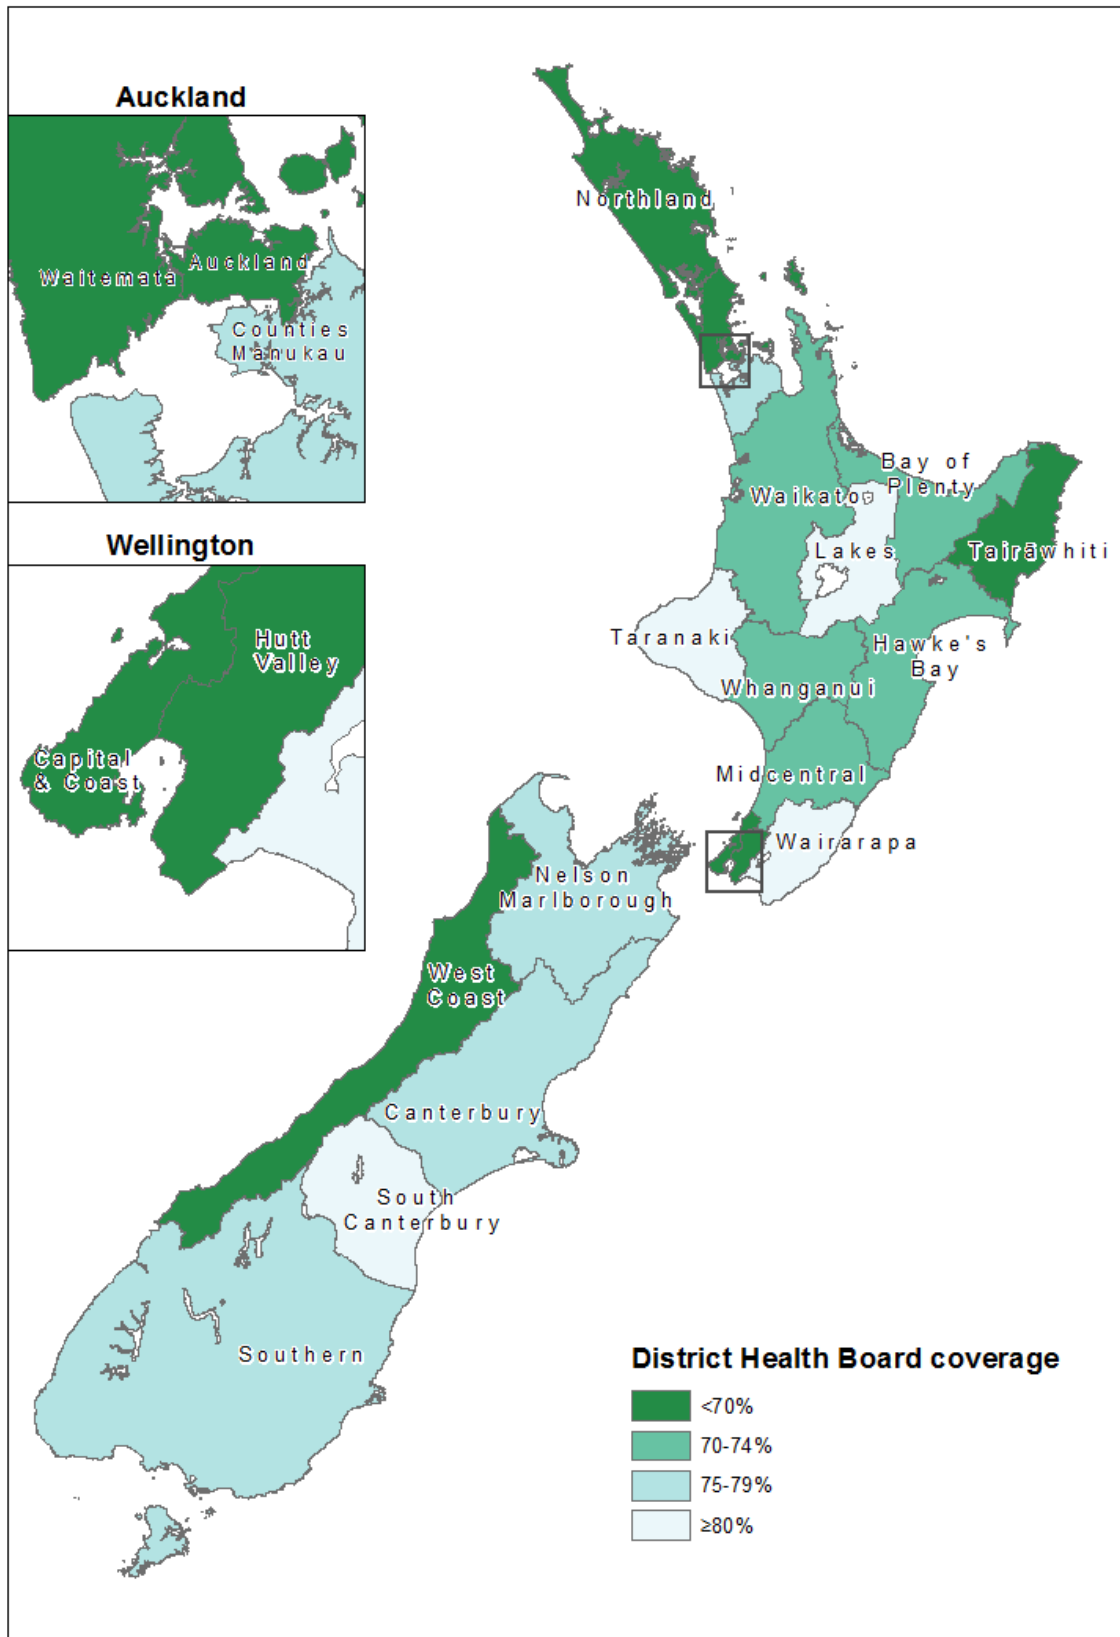 Auckland
Waitemata
Auckland
Counties
Manukau
Wellington
Hutt
Valley
Capital
& Coast
Northland
Bay of
Plenty
Waikato
Lakes
Tairāwhiti
Taranaki
Hawke's
Bay
Whanganui
Midcentral
Wairarapa
Nelson
Marlborough
West
Coast
Canterbury
South
Canterbury
Southern
District Health Board coverage
<70%
70-74%
75-79%
≥80%